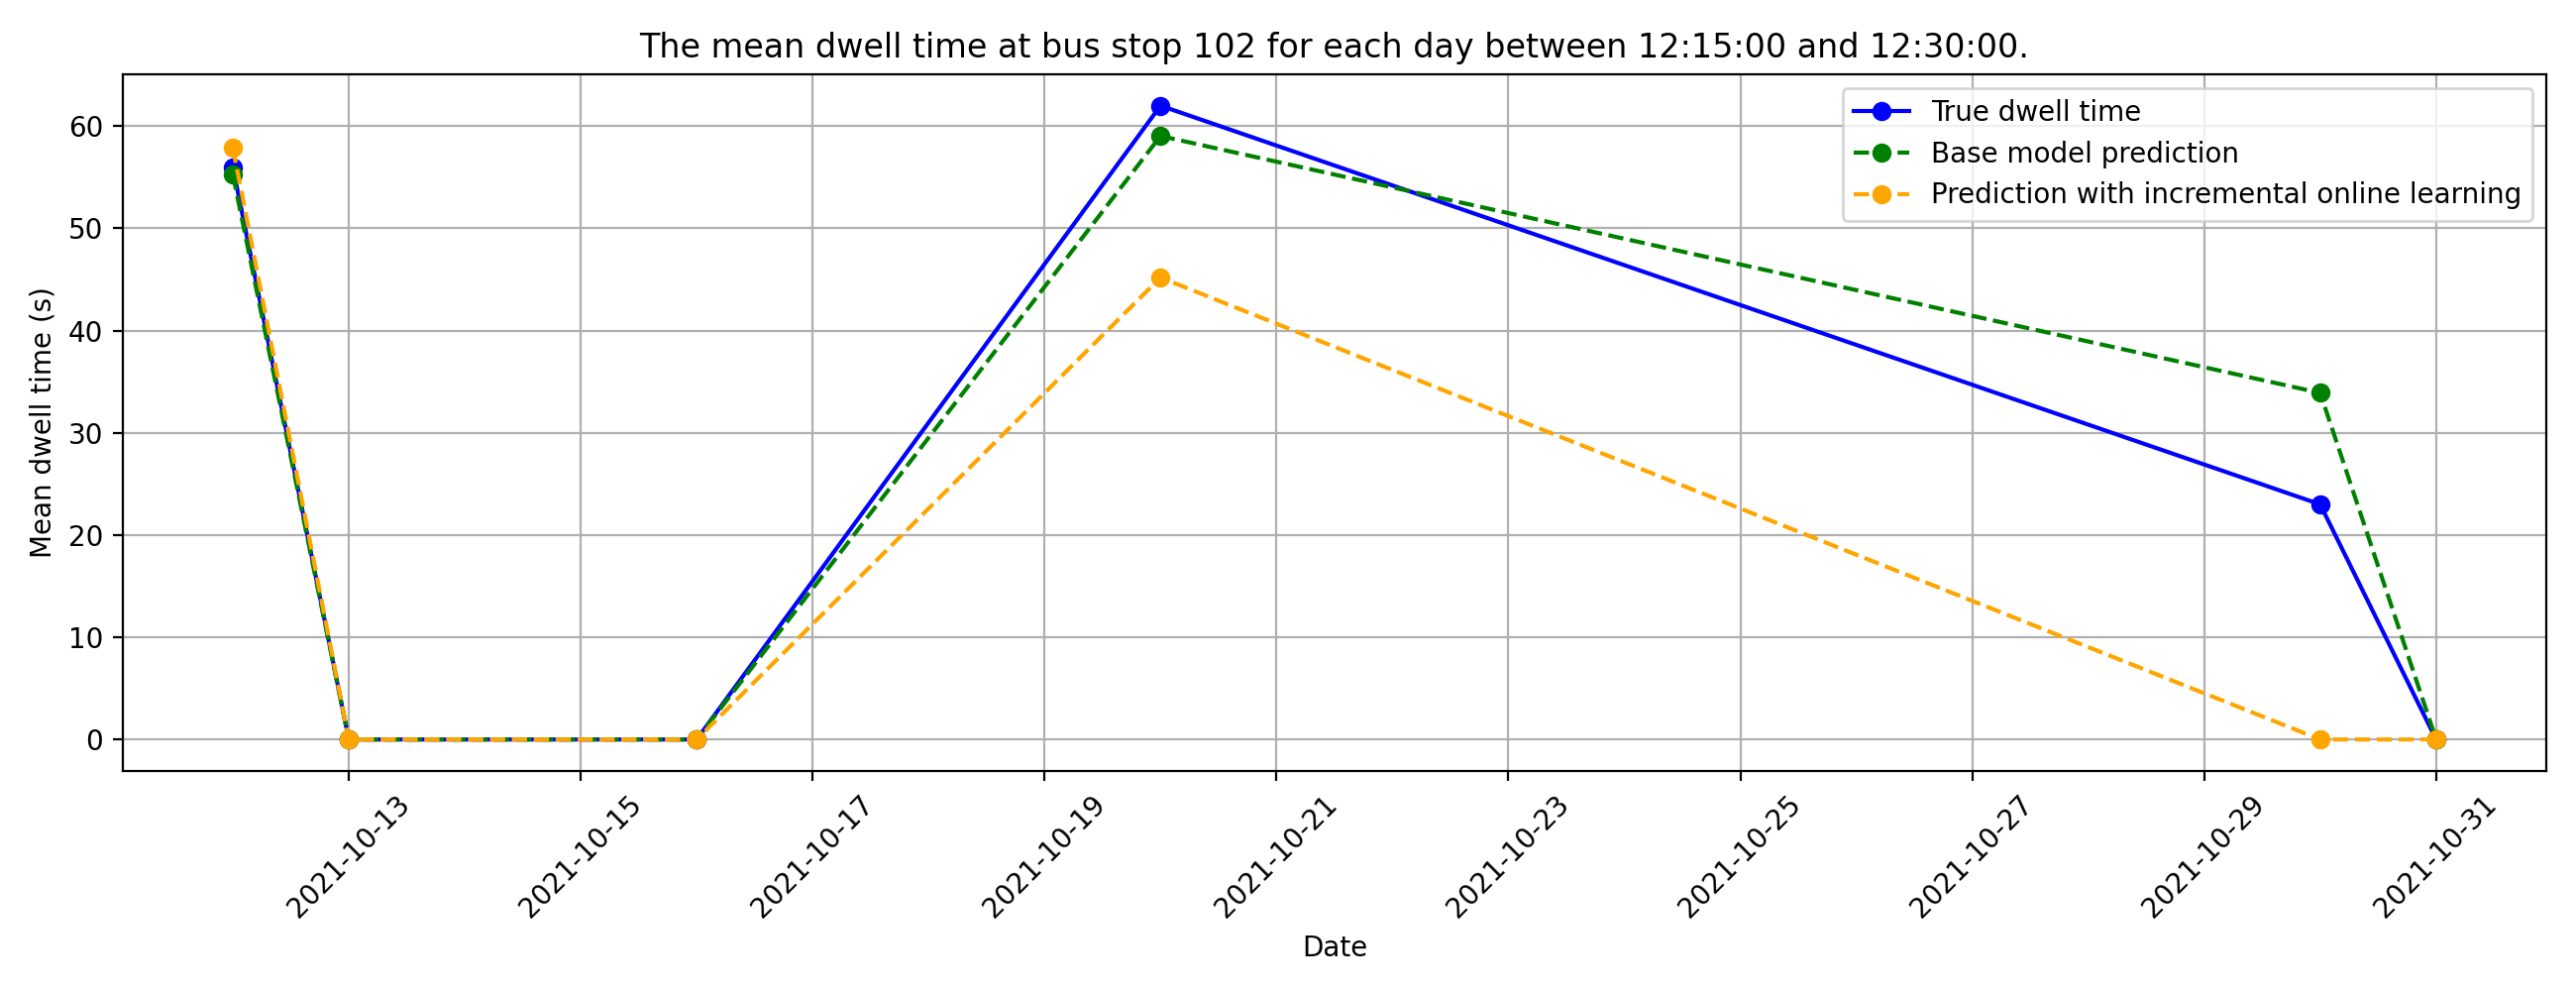 The mean dwell time at bus stop 102 for each day between 12:15:00 and 12:30:00.
True dwell time
Base model prediction
Prediction with incremental online learning
Mean dwell time (s)
60
50
40
30
20
10
0
2021-10-13
2021-10-15
2021-10-17
2021-10-19
2021-10-21
2021-10-23
2021-10-25
2021-10-27
2021-10-29
2021-10-31
Date